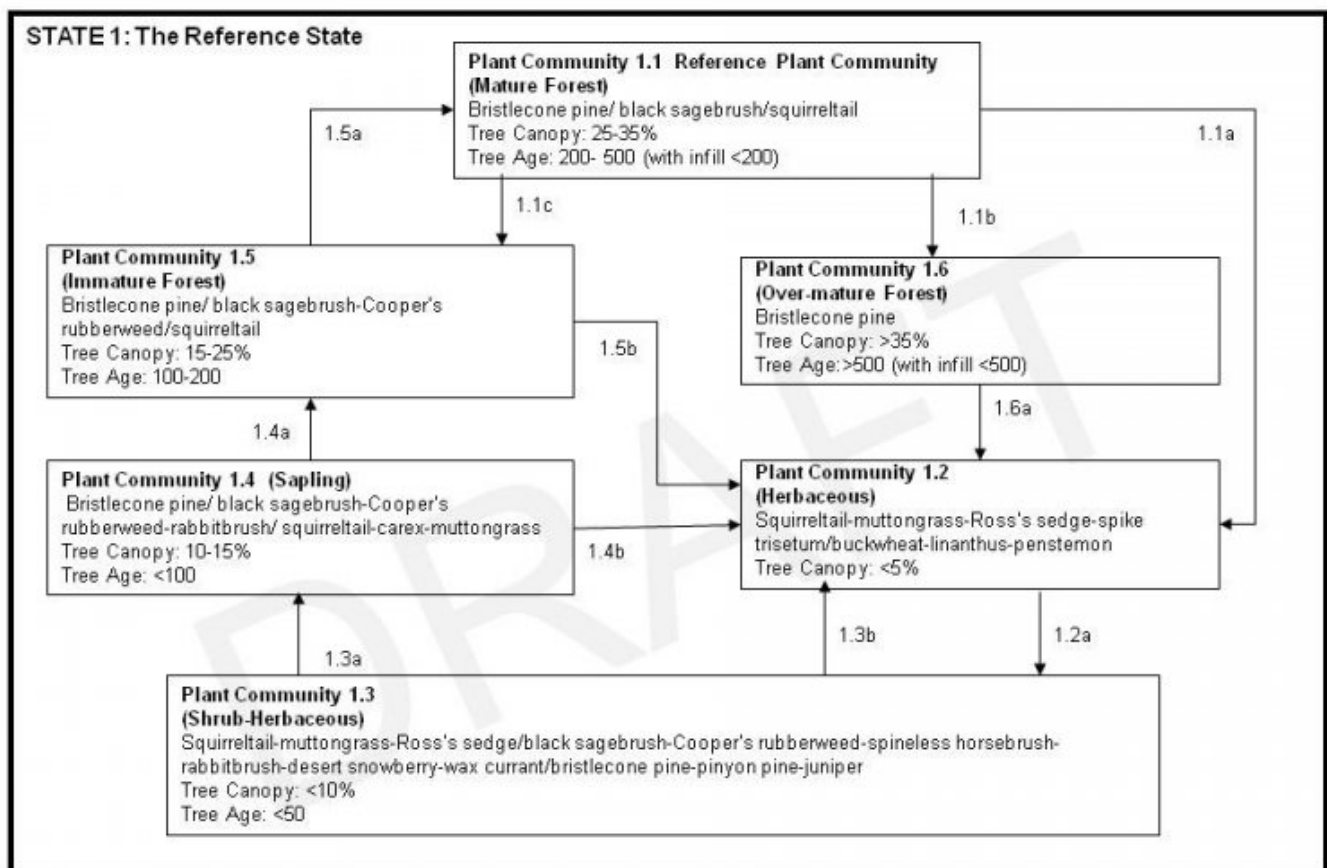 STATE 1: The Reference State
Plant Community 1.1 Reference Plant Community
(Mature Forest)
Bristlecone pine/ black sagebrush/squirreltail
Tree Canopy: 25-35%
Tree Age: 200- 500 (with infill <200)
1.5a
1.1a
1.1c
1.1b
Plant Community 1.5
(Immature Forest)
Bristlecone pine/ black sagebrush-Cooper's
rubberweed/squirreltail
Tree Canopy: 15-25%
Tree Age: 100-200
Plant Community 1.6
(Over-mature Forest)
Bristlecone pine
Tree Canopy: >35%
Tree Age:>500 (with infill <500)
1.5b
1.4a
1.6a
Plant Community 1.4 (Sapling)
Bristlecone pine/ black sagebrush-Cooper's
rubberweed-rabbitbrush/ squirreltail-carex-muttongrass
Tree Canopy: 10-15%
Tree Age: <100
1.4b
Plant Community 1.2
(Herbaceous)
Squirreltail-muttongrass-Ross's sedge-spike
trisetum/buckwheat-linanthus-penstemon
Tree Canopy: <5%
1.3a
1.3b
1.2a
Plant Community 1.3
(Shrub-Herbaceous)
Squirreltail-muttongrass-Ross's sedge/black sagebrush-Cooper's rubberweed-spineless horsebrush-
rabbitbrush-desert snowberry-wax currant/bristlecone pine-pinyon pine-juniper
Tree Canopy: <10%
Tree Age: <50
DRAFT